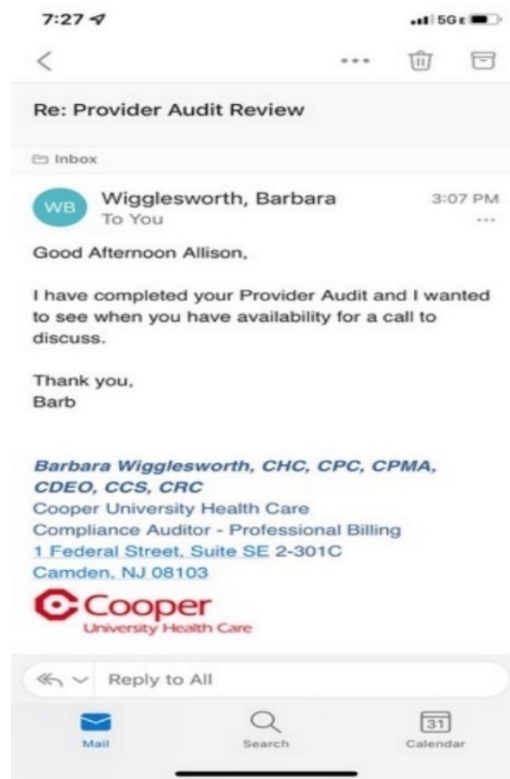 7:27
5G E
Re: Provider Audit Review
Inbox
WB
Wigglesworth, Barbara
3:07 PM
To You
Good Afternoon Allison,
I have completed your Provider Audit and I wanted
to see when you have availability for a call to
discuss.
Thank you,
Barb
Barbara Wigglesworth, CHC, CPC, CPMA,
CDEO, CCS, CRC
Cooper University Health Care
Compliance Auditor - Professional Billing
1 Federal Street, Suite SE 2-301C
Camden, NJ 08103
Cooper
University Health Care
Reply to All
31
Mail
Search
Calendar